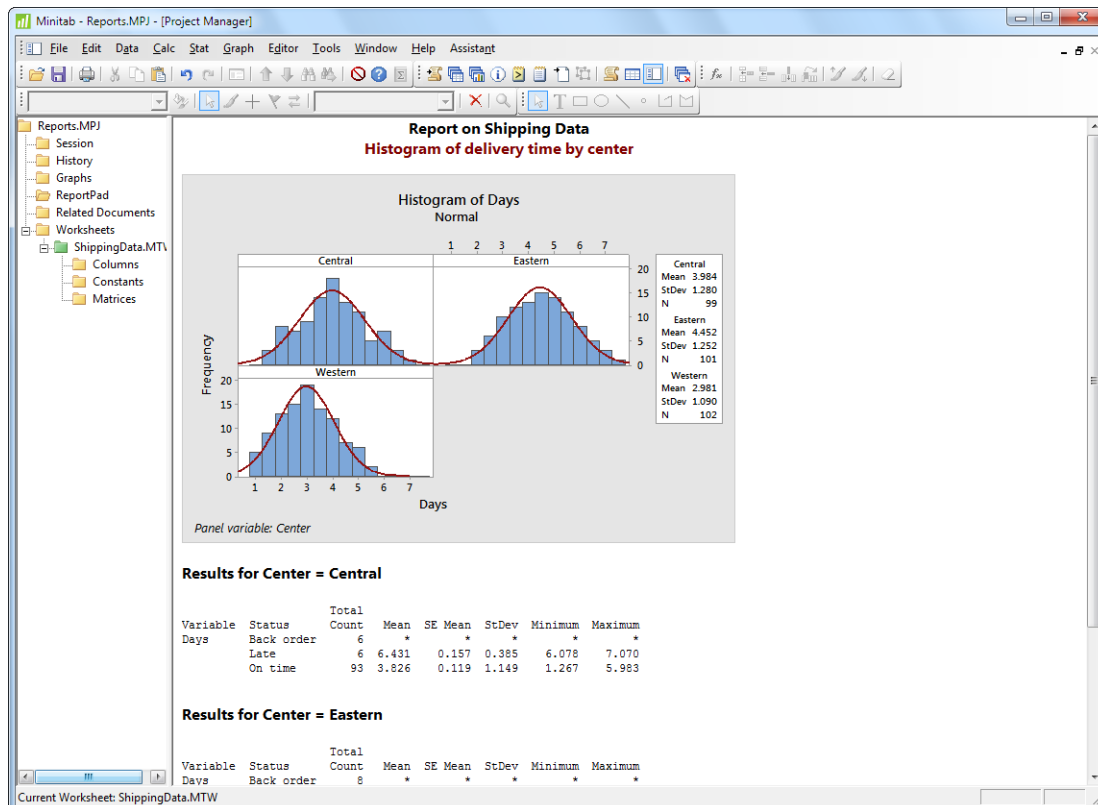 Minitab - Reports.MPJ - [Project Manager]
File Edit Data Calc Stat Graph Editor Tools Window Help Assistant
Reports.MPJ
Session
History
Graphs
ReportPad
Related Documents
Worksheets
ShippingData.MTW
Columns
Constants
Matrices
Report on Shipping Data
Histogram of delivery time by center
Histogram of Days
Normal
1 2 3 4 5 6 7
Central
Eastern
20
15
10
5
0
Western
20
15
10
5
0
1 2 3 4 5 6 7
Frequency
Days
Central
Mean 3.984
StDev 1.280
N 99
Eastern
Mean 4.452
StDev 1.252
N 101
Western
Mean 2.981
StDev 1.090
N 102
Panel variable: Center
Results for Center = Central
Total
Variable Status Count Mean SE Mean StDev Minimum Maximum
Days Back order 6 * * * * *
Late 6 6.431 0.157 0.385 6.078 7.070
On time 93 3.826 0.119 1.149 1.267 5.983
Results for Center = Eastern
Total
Variable Status Count Mean SE Mean StDev Minimum Maximum
Days Back order 8 * * * * *
Current Worksheet: ShippingData.MTW